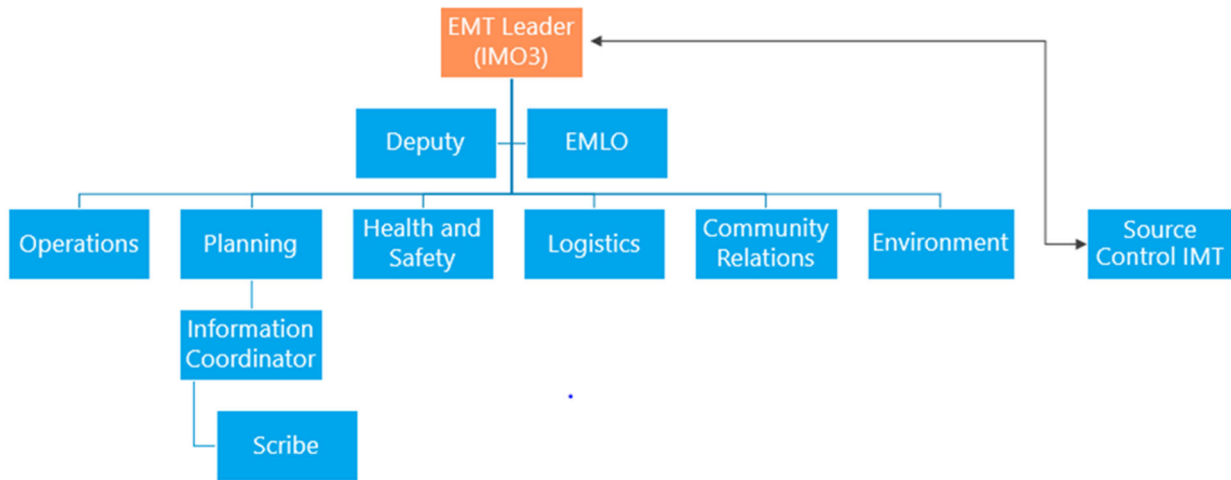 EMT Leader
(IMO3)
Deputy
EMLO
Operations
Planning
Health and
Safety
Logistics
Community
Relations
Environment
Source
Control IMT
Information
Coordinator
Scribe